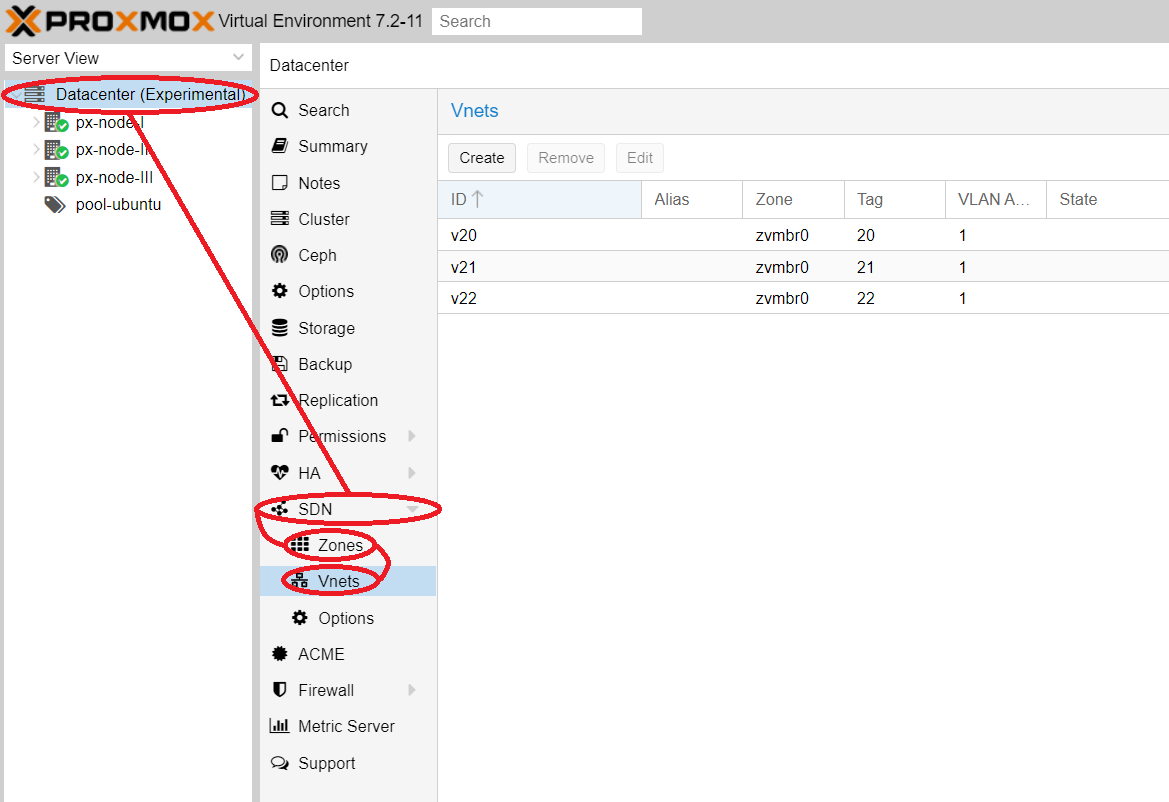 PROXMOX Virtual Environment 7.2-11 Search
Server View
Datacenter (Experimental)
px-node-I
px-node-II
px-node-III
pool-ubuntu
Datacenter
Search
Summary
Notes
Cluster
Ceph
Options
Storage
Backup
Replication
Permissions
HA
SDN
Zones
Vnets
Options
ACME
Firewall
Metric Server
Support
Vnets
Create Remove Edit
ID Alias Zone Tag VLAN A... State
v20 zvmbr0 20 1
v21 zvmbr0 21 1
v22 zvmbr0 22 1